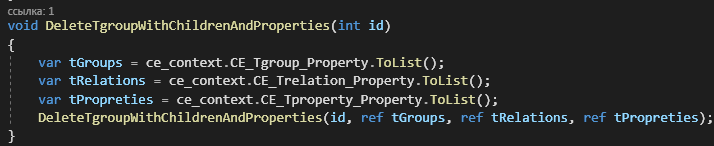 ссылка: 1
void DeleteTgroupWithChildrenAndProperties(int id)
{
var tGroups = ce_context.CE_Tgroup_Property.ToList();
var tRelations = ce_context.CE_Trelation_Property.ToList();
var tPropreties = ce_context.CE_Tproperty_Property.ToList();
DeleteTgroupWithChildrenAndProperties(id, ref tGroups, ref tRelations, ref tPropreties);
}